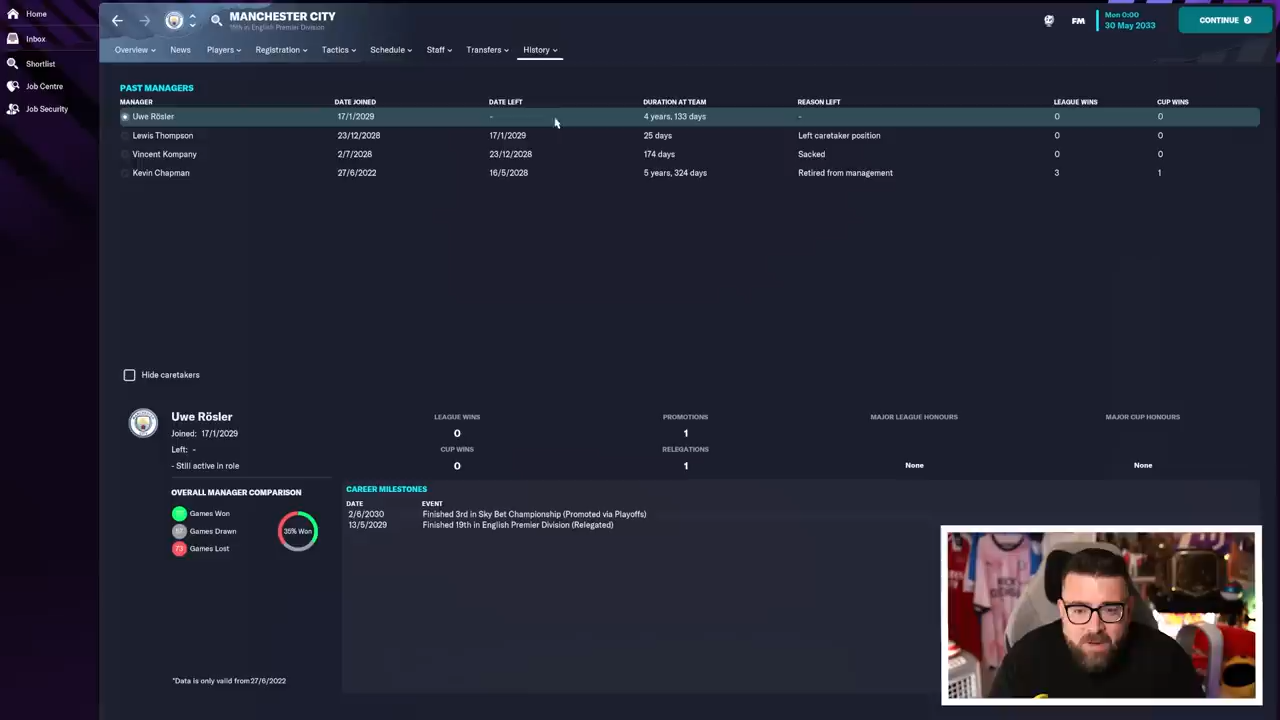 Home
Inbox
Shortlist
Job Centre
Job Security
MANCHESTER CITY
19th in English Premier Division
FM
Mon 0:00
30 May 2033
CONTINUE
Overview
News
Players
Registration
Tactics
Schedule
Staff
Transfers
History
PAST MANAGERS
MANAGER DATE JOINED DATE LEFT DURATION AT TEAM REASON LEFT LEAGUE WINS CUP WINS
Uwe Rösler 17/1/2029 - 4 years, 133 days - 0 0
Lewis Thompson 23/12/2028 17/1/2029 25 days Left caretaker position 0 0
Vincent Kompany 2/7/2028 23/12/2028 174 days Sacked 0 0
Kevin Chapman 27/6/2022 16/5/2028 5 years, 324 days Retired from management 3 1
Hide caretakers
Uwe Rösler
Joined: 17/1/2029
Left: -
- Still active in role
LEAGUE WINS PROMOTIONS MAJOR LEAGUE HONOURS MAJOR CUP HONOURS
0 1
CUP WINS RELEGATIONS
0 1 None None
OVERALL MANAGER COMPARISON
Games Won
Games Drawn
35% Won
73 Games Lost
CAREER MILESTONES
DATE EVENT
2/6/2030 Finished 3rd in Sky Bet Championship (Promoted via Playoffs)
13/5/2029 Finished 19th in English Premier Division (Relegated)
*Data is only valid from 27/6/2022